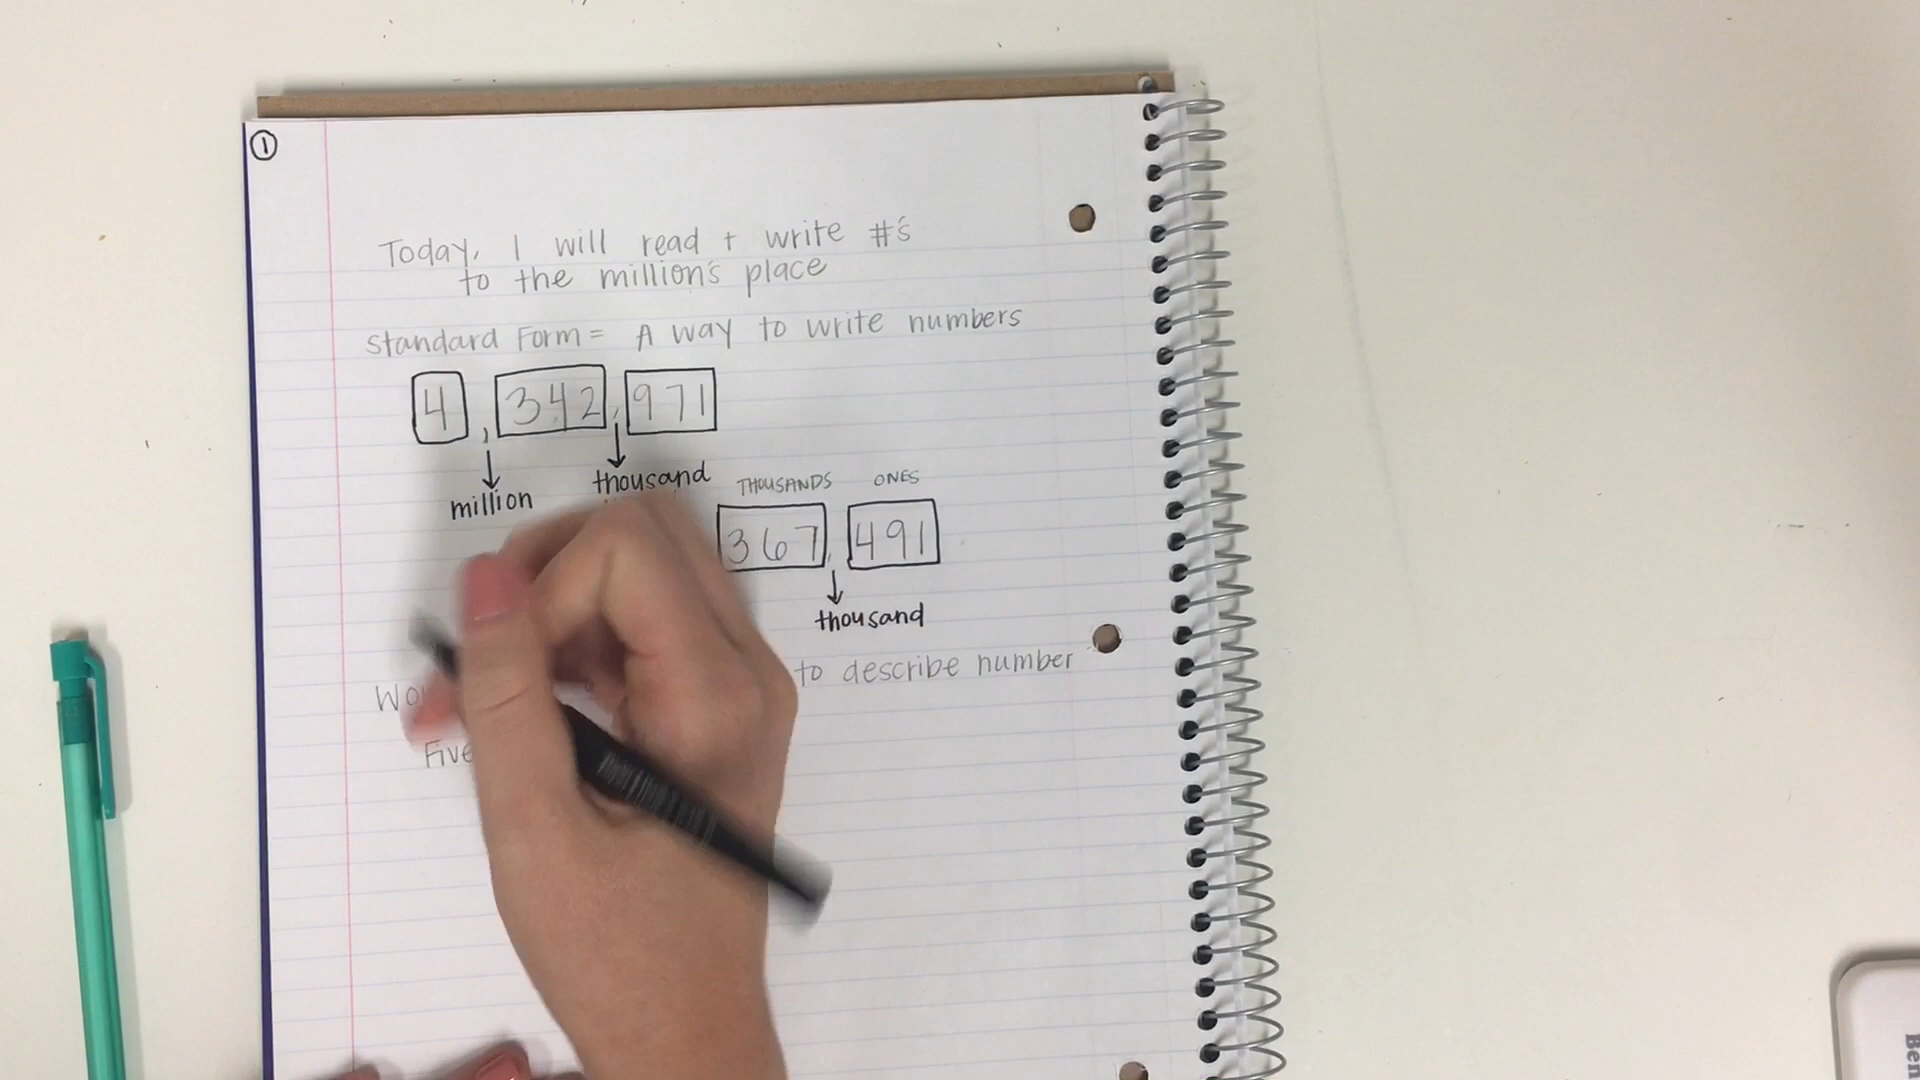 ①
Today, I will read + write #'s
to the million's place
Standard Form = A way to write numbers
4 , 342 , 971
million
thousand
THOUSANDS ONES
367, 491
thousand
to describe number
Five
Ben